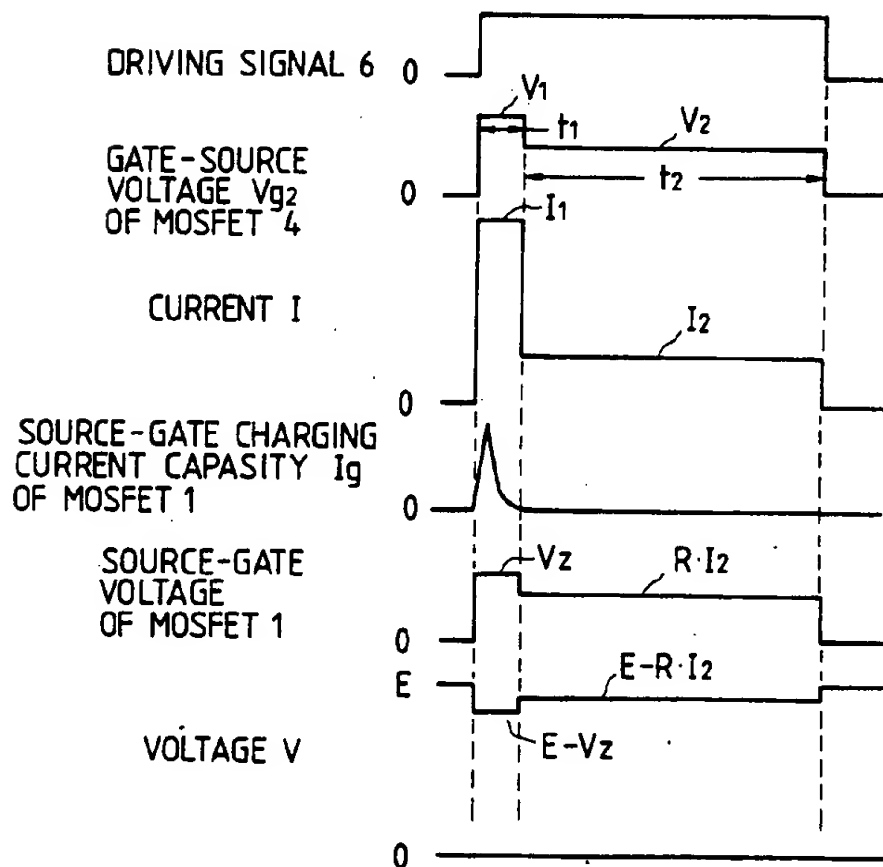 DRIVING SIGNAL 6
0
V1
t1
V2
GATE-SOURCE
VOLTAGE Vg2
OF MOSFET 4
t2
0
I1
CURRENT I
I2
0
SOURCE-GATE CHARGING
CURRENT CAPASITY Ig
OF MOSFET 1
0
SOURCE-GATE
VOLTAGE
OF MOSFET 1
Vz
R·I2
0
E
E-R·I2
VOLTAGE V
E-Vz
0